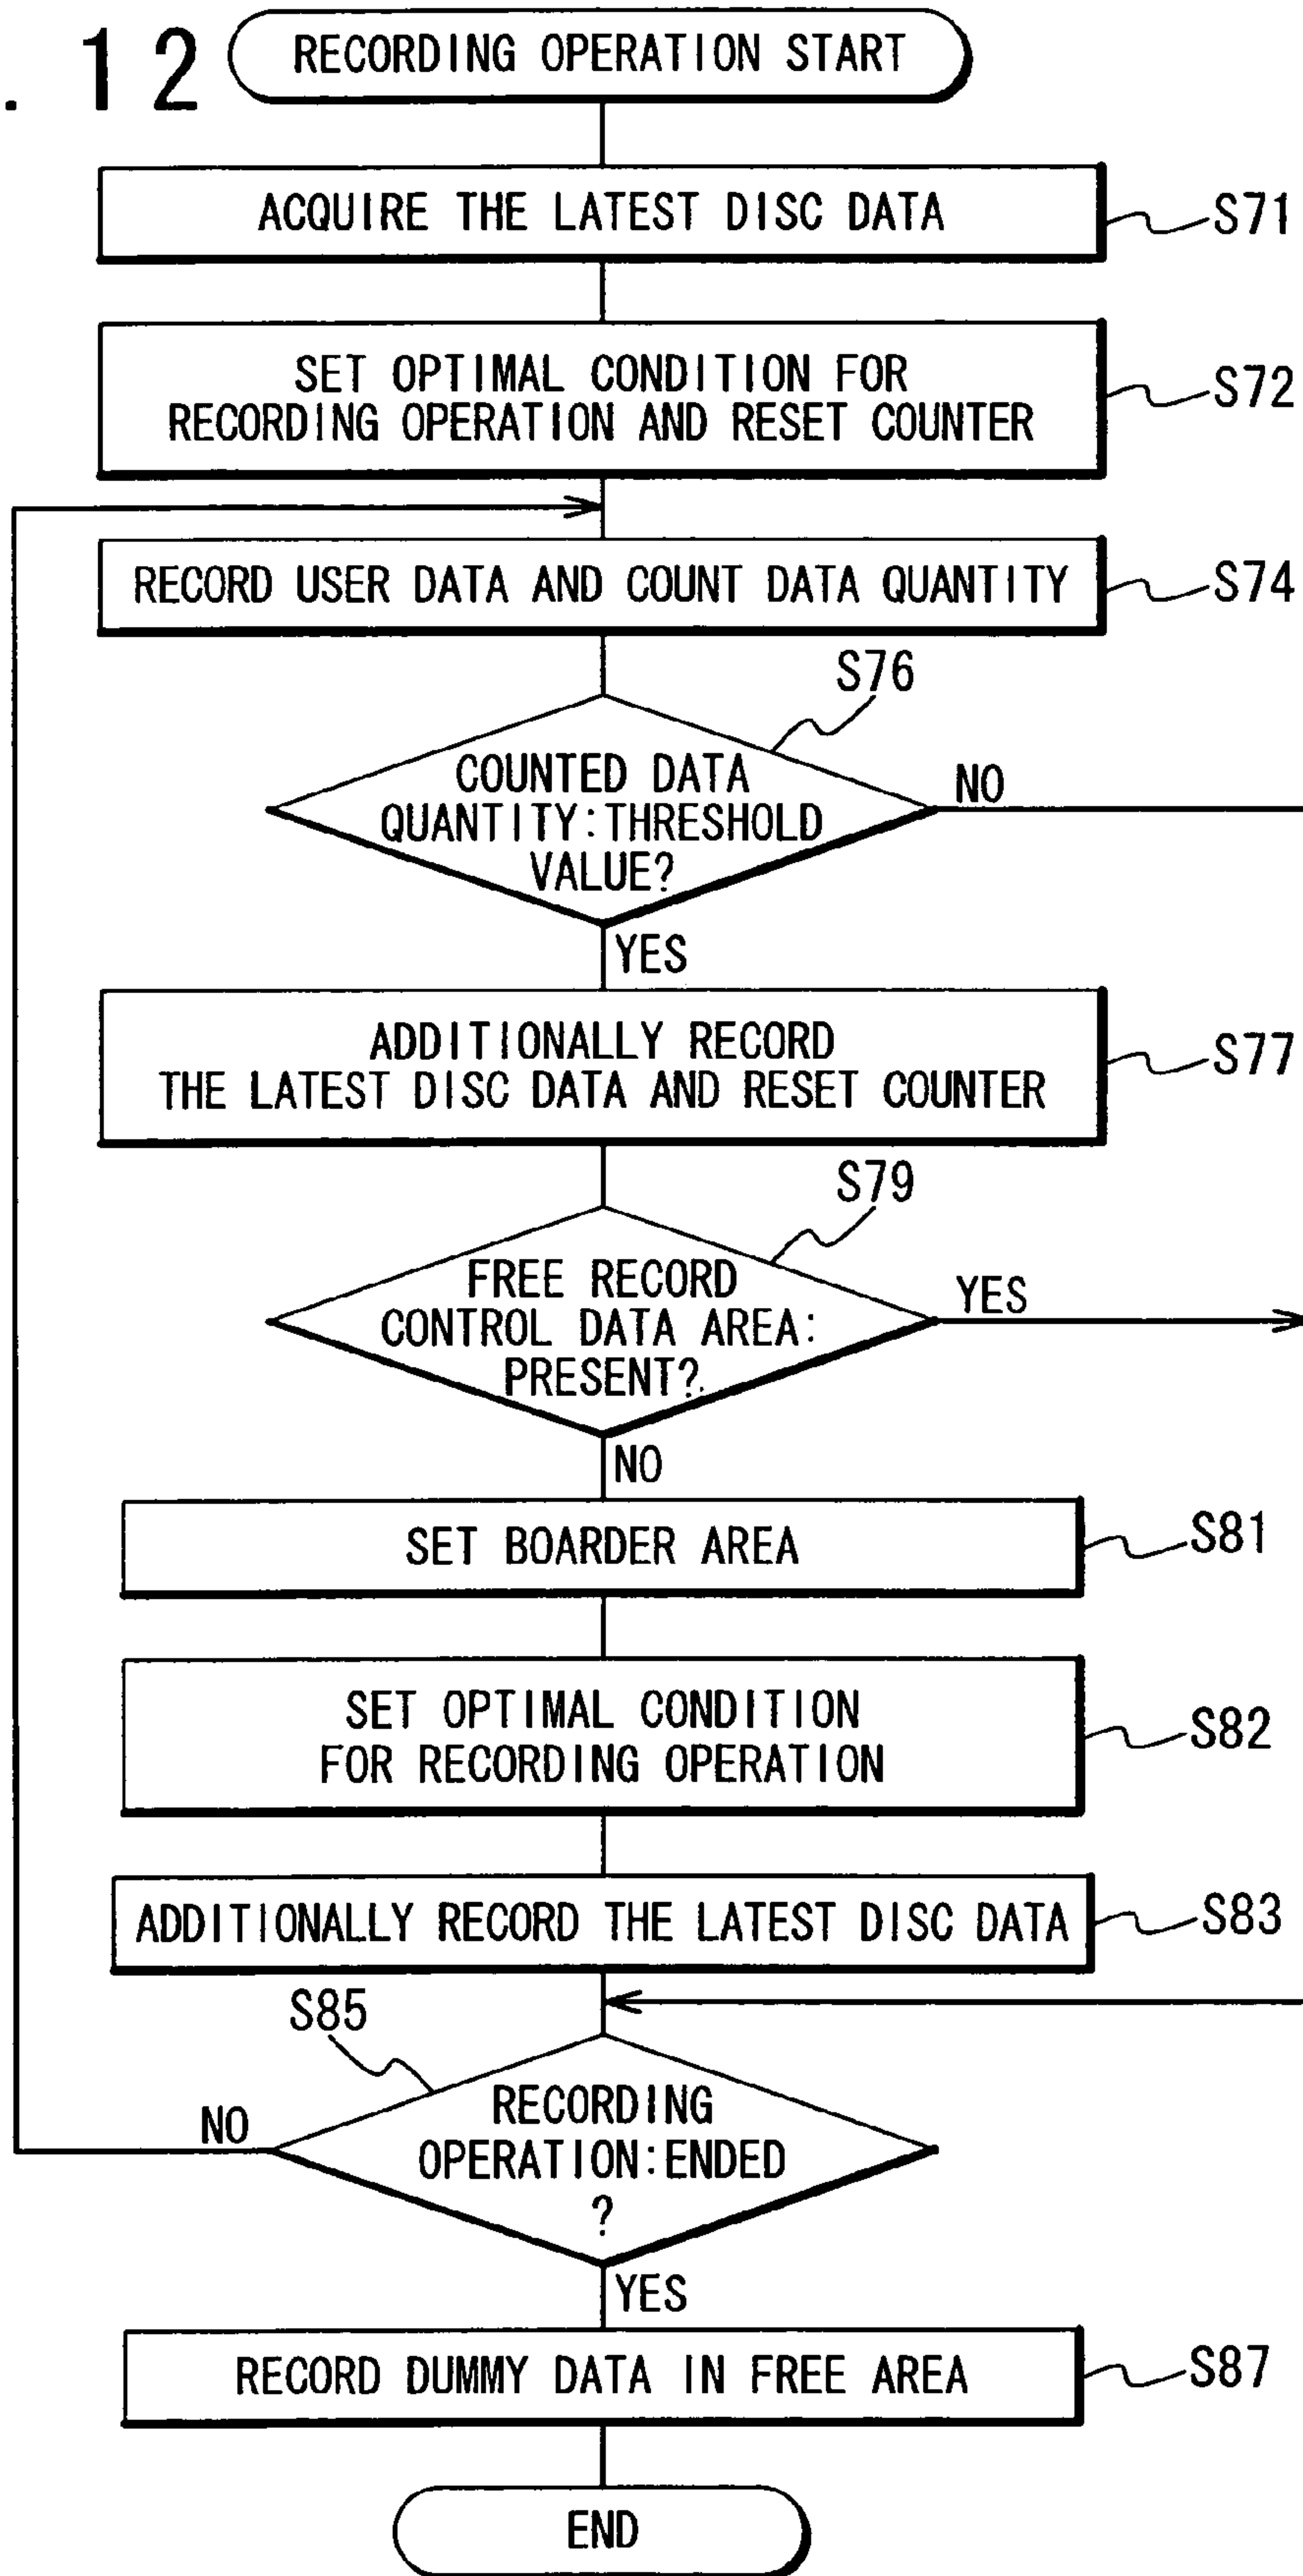 . 12
RECORDING OPERATION START
ACQUIRE THE LATEST DISC DATA
S71
SET OPTIMAL CONDITION FOR
RECORDING OPERATION AND RESET COUNTER
S72
RECORD USER DATA AND COUNT DATA QUANTITY
S74
S76
COUNTED DATA
QUANTITY:THRESHOLD
VALUE?
NO
YES
ADDITIONALLY RECORD
THE LATEST DISC DATA AND RESET COUNTER
S77
S79
FREE RECORD
CONTROL DATA AREA:
PRESENT?
YES
NO
SET BOARDER AREA
S81
SET OPTIMAL CONDITION
FOR RECORDING OPERATION
S82
ADDITIONALLY RECORD THE LATEST DISC DATA
S83
S85
RECORDING
OPERATION:ENDED
?
NO
YES
RECORD DUMMY DATA IN FREE AREA
S87
END